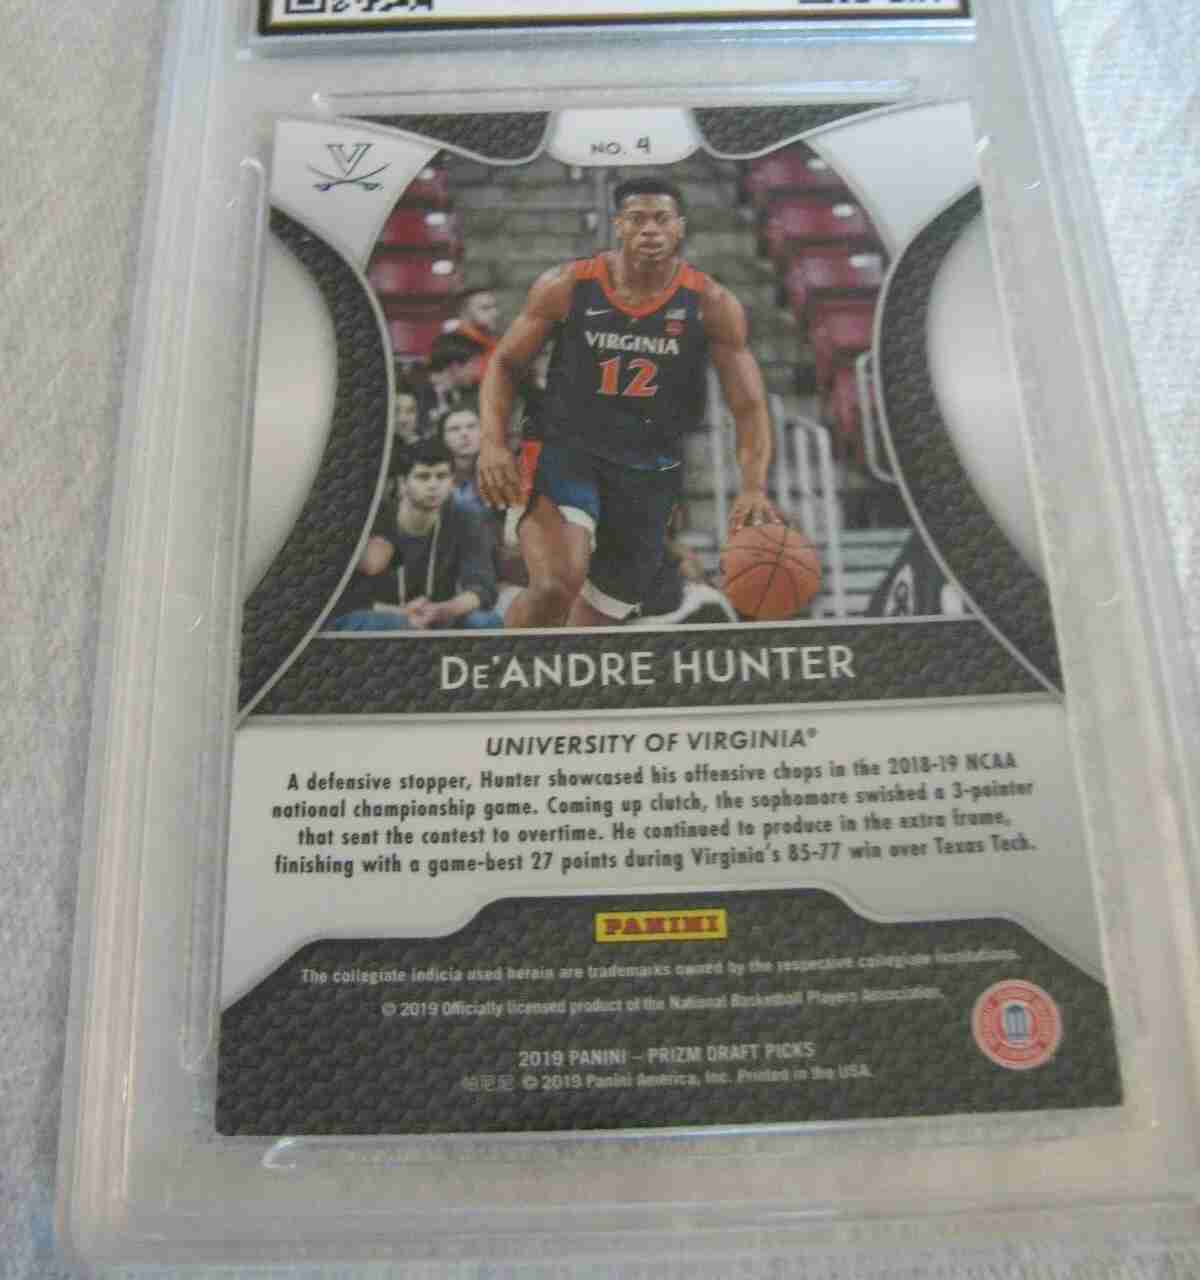 NO. 4
V
VIRGINIA
12
De'ANDRE HUNTER
UNIVERSITY OF VIRGINIA®
A defensive stopper, Hunter showcased his offensive chops in the 2018-19 NCAA
national championship game. Coming up clutch, the sophomore swished a 3-pointer
that sent the contest to overtime. He continued to produce in the extra frame,
finishing with a game-best 27 points during Virginia's 85-77 win over Texas Tech.
PANINI
The collegiate indicia used herein are trademarks owned by the respective collegiate institutions.
© 2019 Officially licensed product of the National Basketball Players Association.
2019 PANINI – PRIZM DRAFT PICKS
© 2019 Panini America, Inc. Printed in the USA.